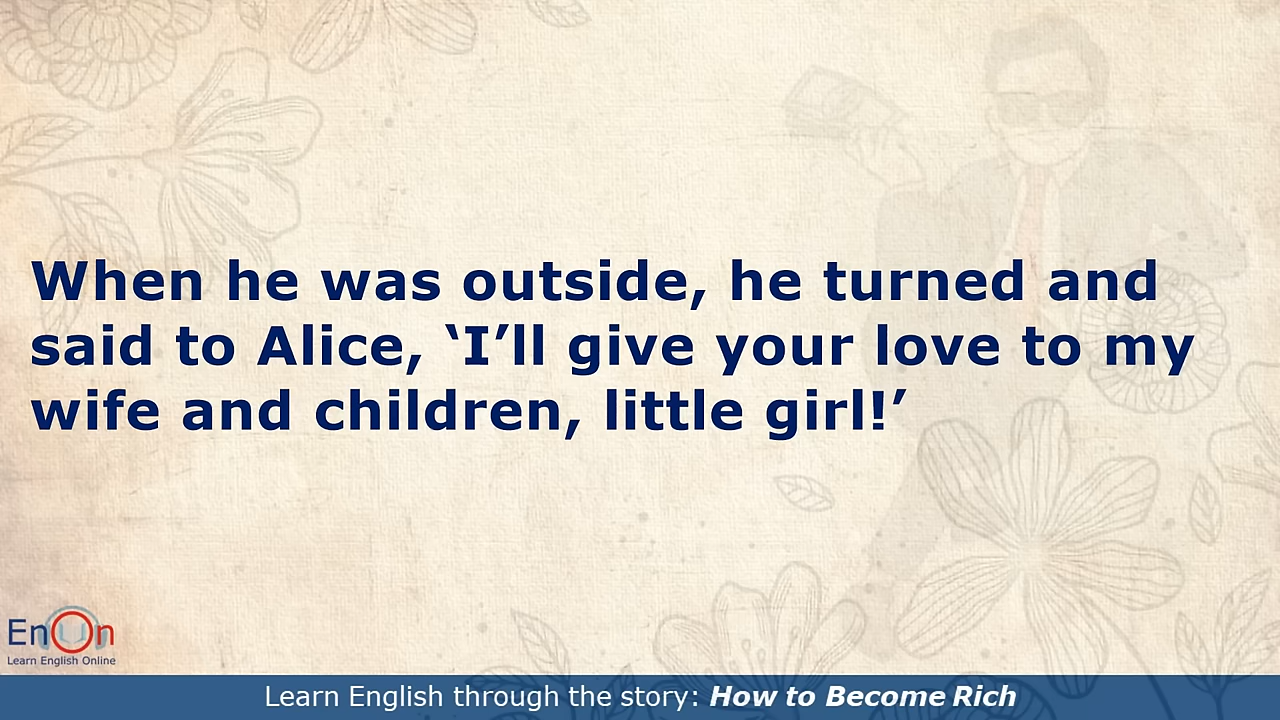 When he was outside, he turned and
said to Alice, ‘I’ll give your love to my
wife and children, little girl!’
EnOn
Learn English Online
Learn English through the story: How to Become Rich